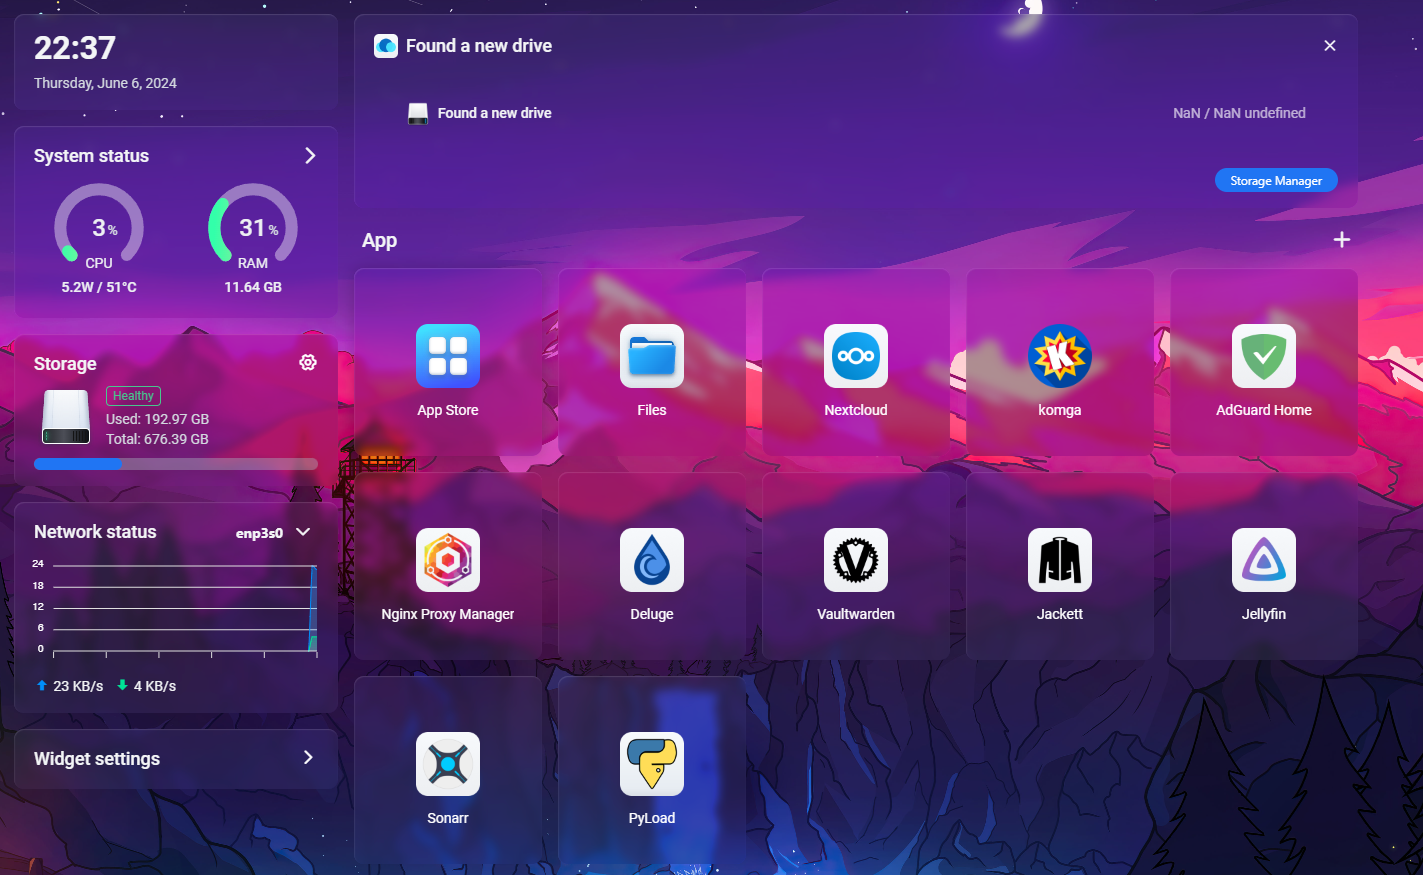 22:37
Thursday, June 6, 2024
System status
3%
CPU
5.2W / 51°C
31%
RAM
11.64 GB
Storage
Healthy
Used: 192.97 GB
Total: 676.39 GB
Network status
enp3s0
24
18
12
6
0
23 KB/s
4 KB/s
Widget settings
Found a new drive
Found a new drive
NaN / NaN undefined
Storage Manager
App
App Store
Files
Nextcloud
K
komga
AdGuard Home
Nginx Proxy Manager
Deluge
V
Vaultwarden
Jackett
Jellyfin
Sonarr
PyLoad